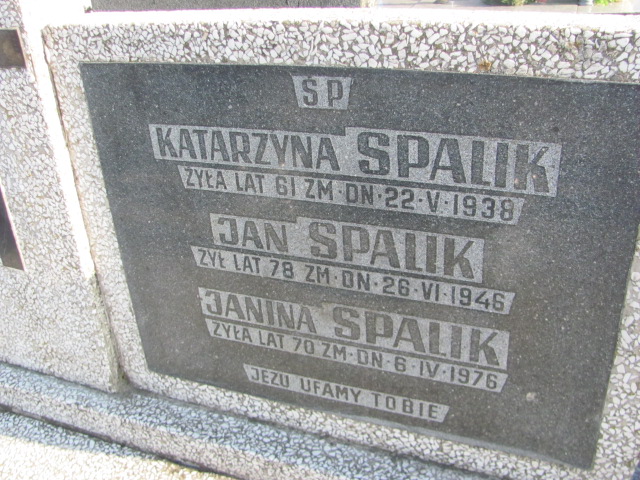 ŚP
KATARZYNA SPALIK
ŻYŁA LAT 61 ZM·DN·22·V·1938
JAN SPALIK
ŻYŁ LAT 78 ZM·DN·26·VI·1946
JANINA SPALIK
ŻYŁA LAT 70 ZM·DN·6·IV·1976
JEZU UFAMY TOBIE